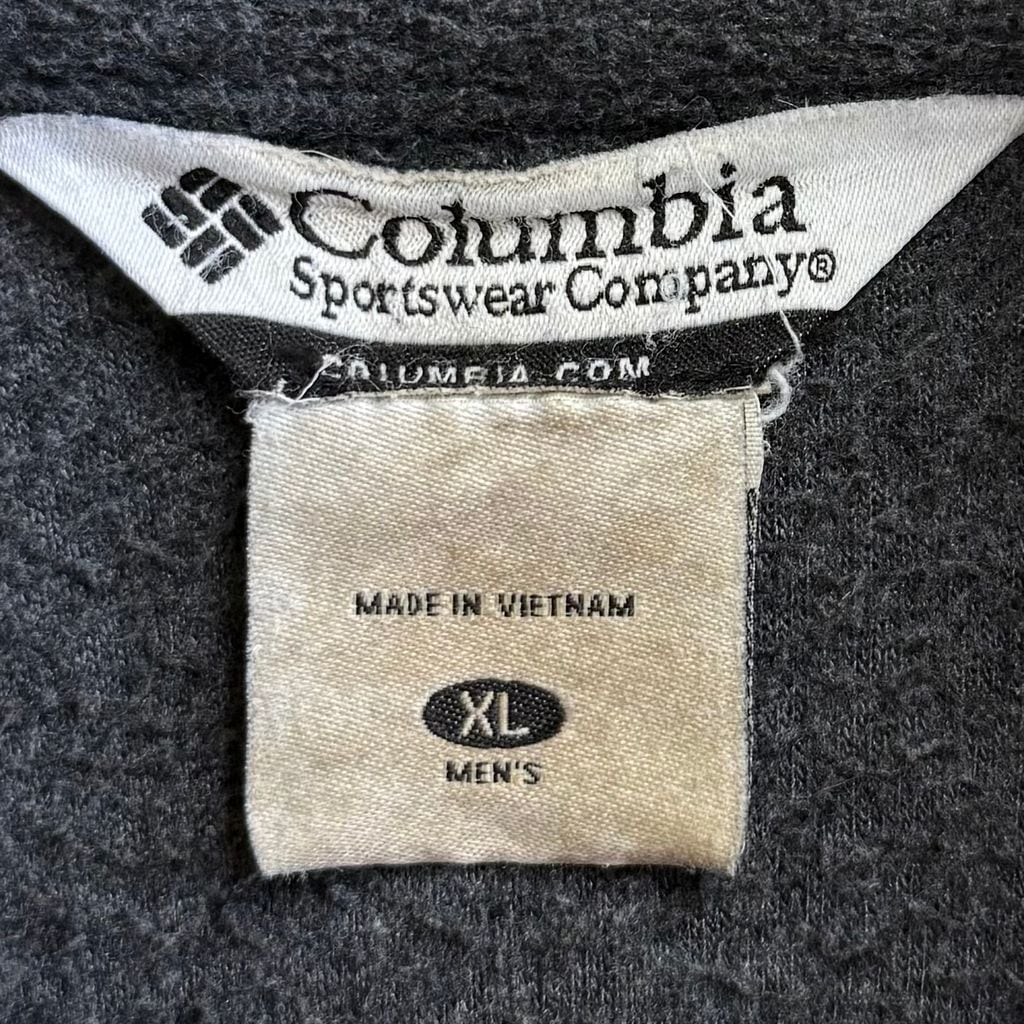 Columbia
Sportswear Company®
COLUMBIA.COM
MADE IN VIETNAM
XL
MEN'S